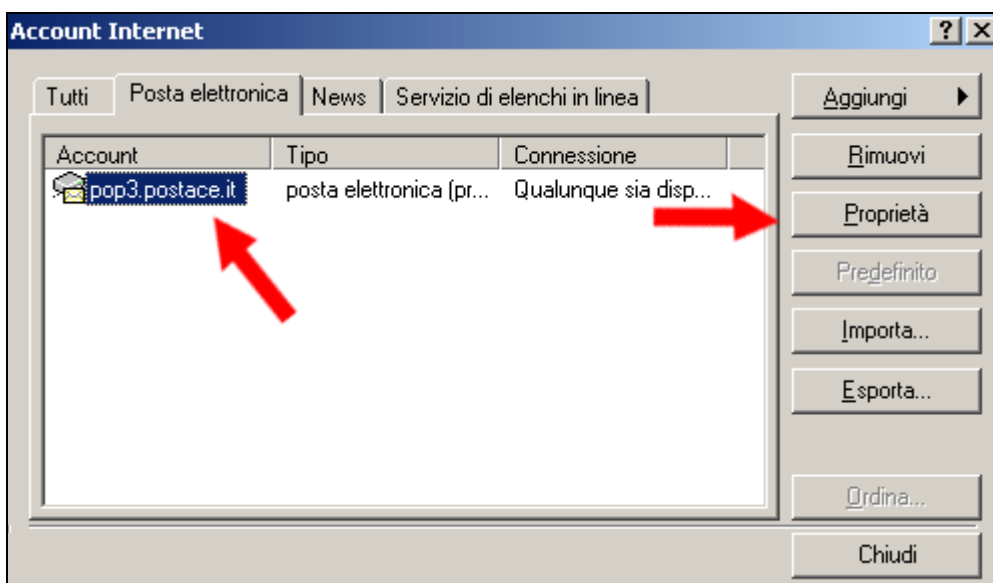 Account Internet
Tutti Posta elettronica News Servizio di elenchi in linea
Account Tipo Connessione
pop3.postace.it posta elettronica (pr... Qualunque sia disp...
Aggiungi
Rimuovi
Proprietà
Predefinito
Importa...
Esporta...
Ordina...
Chiudi